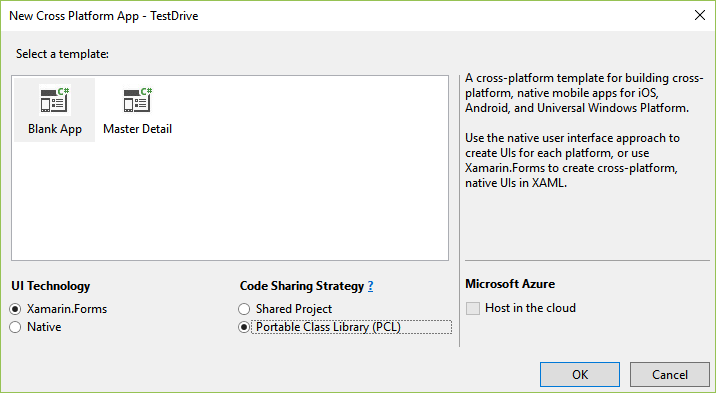 New Cross Platform App - TestDrive
Select a template:
C#
Blank App
C#
Master Detail
A cross-platform template for building cross-
platform, native mobile apps for iOS,
Android, and Universal Windows Platform.
Use the native user interface approach to
create UIs for each platform, or use
Xamarin.Forms to create cross-platform,
native UIs in XAML.
UI Technology
Xamarin.Forms
Native
Code Sharing Strategy ?
Shared Project
Portable Class Library (PCL)
Microsoft Azure
Host in the cloud
OK
Cancel